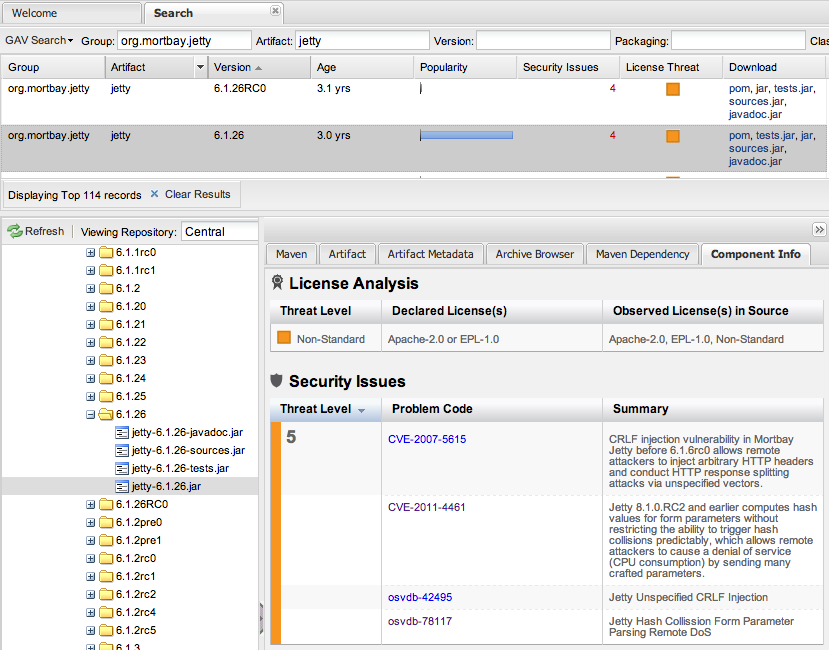 Welcome
Search
GAV Search Group: org.mortbay.jetty Artifact: jetty Version: Packaging: Clas
Group Artifact Version Age Popularity Security Issues License Threat Download
org.mortbay.jetty jetty 6.1.26RC0 3.1 yrs 4 pom, jar, tests.jar,
sources.jar,
javadoc.jar
org.mortbay.jetty jetty 6.1.26 3.0 yrs 4 pom, tests.jar, jar,
sources.jar,
javadoc.jar
Displaying Top 114 records Clear Results
Refresh Viewing Repository: Central
6.1.1rc0
6.1.1rc1
6.1.2
6.1.20
6.1.21
6.1.22
6.1.23
6.1.24
6.1.25
6.1.26
jetty-6.1.26-javadoc.jar
jetty-6.1.26-sources.jar
jetty-6.1.26-tests.jar
jetty-6.1.26.jar
6.1.26RC0
6.1.2pre0
6.1.2pre1
6.1.2rc0
6.1.2rc1
6.1.2rc2
6.1.2rc4
6.1.2rc5
6.1.3
Maven Artifact Artifact Metadata Archive Browser Maven Dependency Component Info
License Analysis
Threat Level Declared License(s) Observed License(s) in Source
Non-Standard Apache-2.0 or EPL-1.0 Apache-2.0, EPL-1.0, Non-Standard
Security Issues
Threat Level Problem Code Summary
5 CVE-2007-5615 CRLF injection vulnerability in Mortbay
Jetty before 6.1.6rc0 allows remote
attackers to inject arbitrary HTTP headers
and conduct HTTP response splitting
attacks via unspecified vectors.
CVE-2011-4461 Jetty 8.1.0.RC2 and earlier computes hash
values for form parameters without
restricting the ability to trigger hash
collisions predictably, which allows remote
attackers to cause a denial of service
(CPU consumption) by sending many
crafted parameters.
osvdb-42495 Jetty Unspecified CRLF Injection
osvdb-78117 Jetty Hash Collission Form Parameter
Parsing Remote DoS